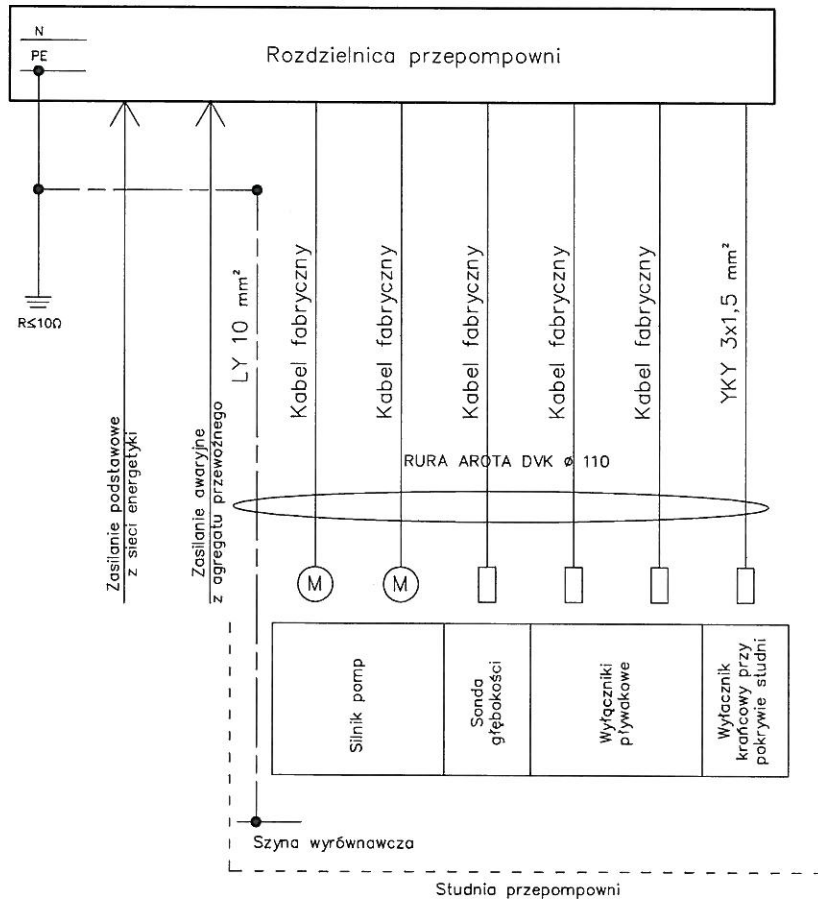 N
PE
Rozdzielnica przepompowni
R≤10Ω
Zasilanie podstawowe
z sieci energetyki
Zasilanie awaryjne
z agregatu przewoźnego
LY 10 mm²
Kabel fabryczny
Kabel fabryczny
Kabel fabryczny
Kabel fabryczny
Kabel fabryczny
YKY 3x1,5 mm²
RURA AROTA DVK ø 110
M
M
Silnik pomp
Sonda
głębokości
Wyłączniki
pływakowe
Wyłacznik
krańcowy przy
pokrywie studni
Szyna wyrównawcza
Studnia przepompowni